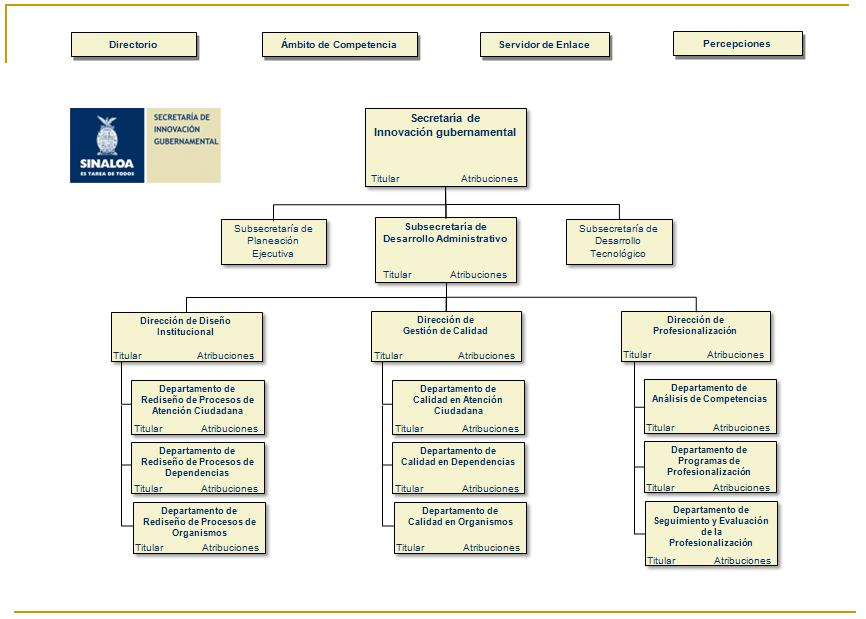 Directorio
Ámbito de Competencia
Servidor de Enlace
Percepciones
SINALOA
ES TAREA DE TODOS
SECRETARÍA DE
INNOVACIÓN
GUBERNAMENTAL
Secretaría de
Innovación gubernamental
Titular Atribuciones
Subsecretaría de
Planeación
Ejecutiva
Subsecretaría de
Desarrollo Administrativo
Titular Atribuciones
Subsecretaría de
Desarrollo
Tecnológico
Dirección de Diseño
Institucional
Titular Atribuciones
Dirección de
Gestión de Calidad
Titular Atribuciones
Dirección de
Profesionalización
Titular Atribuciones
Departamento de
Rediseño de Procesos de
Atención Ciudadana
Titular Atribuciones
Departamento de
Calidad en Atención
Ciudadana
Titular Atribuciones
Departamento de
Análisis de Competencias
Titular Atribuciones
Departamento de
Rediseño de Procesos de
Dependencias
Titular Atribuciones
Departamento de
Calidad en Dependencias
Titular Atribuciones
Departamento de
Programas de
Profesionalización
Titular Atribuciones
Departamento de
Rediseño de Procesos de
Organismos
Titular Atribuciones
Departamento de
Calidad en Organismos
Titular Atribuciones
Departamento de
Seguimiento y Evaluación
de la
Profesionalización
Titular Atribuciones